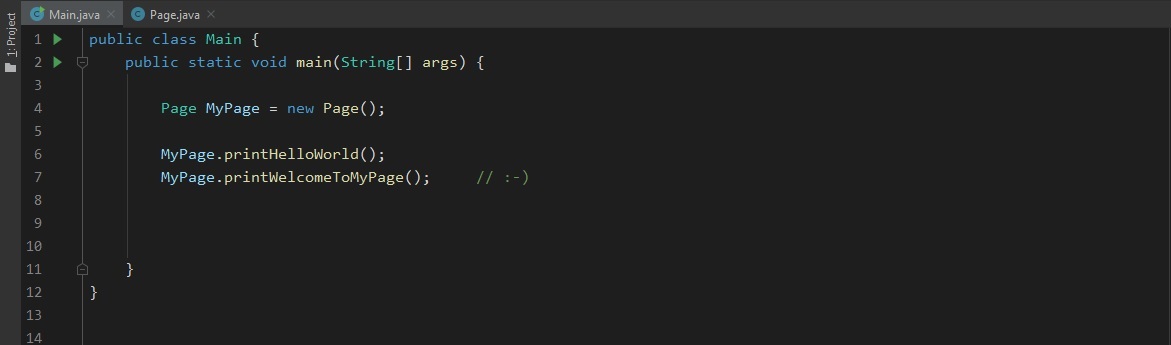 Main.java Page.java
1: Project
1 public class Main {
2 public static void main(String[] args) {
3
4 Page MyPage = new Page();
5
6 MyPage.printHelloWorld();
7 MyPage.printWelcomeToMyPage(); // :-)
8
9
10
11 }
12 }
13
14